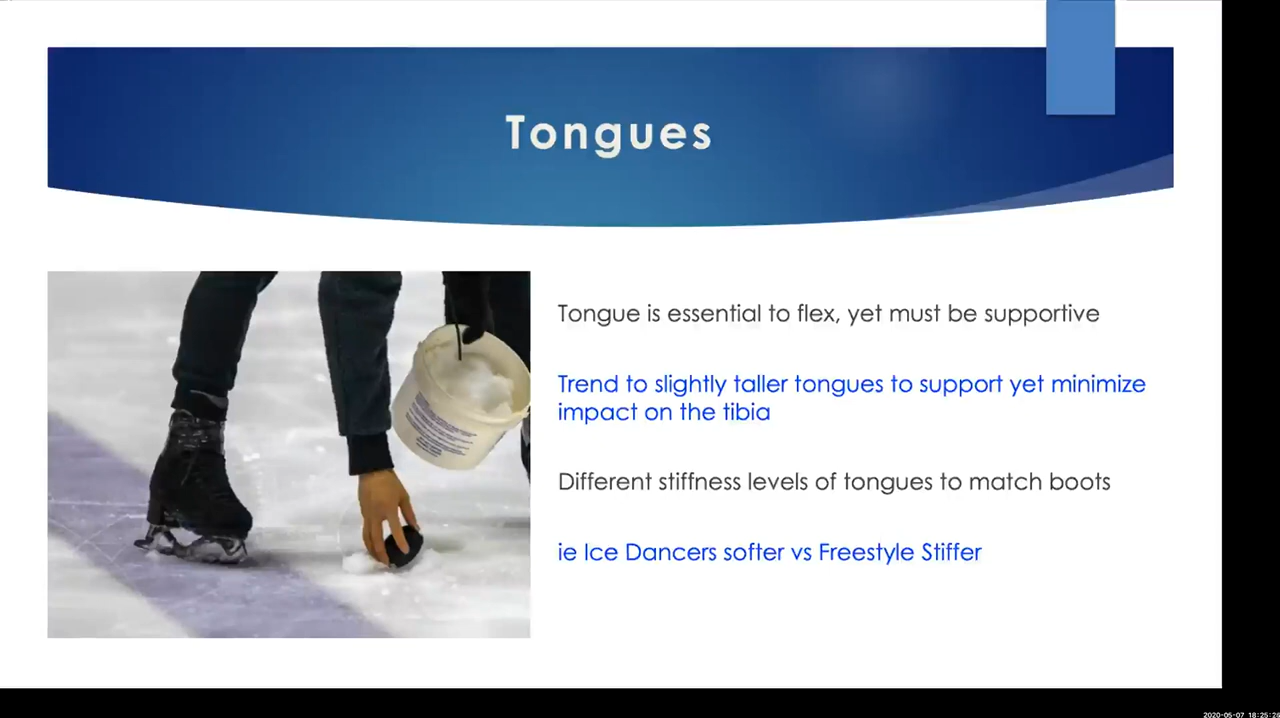 Tongues
Tongue is essential to flex, yet must be supportive
Trend to slightly taller tongues to support yet minimize
impact on the tibia
Different stiffness levels of tongues to match boots
ie Ice Dancers softer vs Freestyle Stiffer